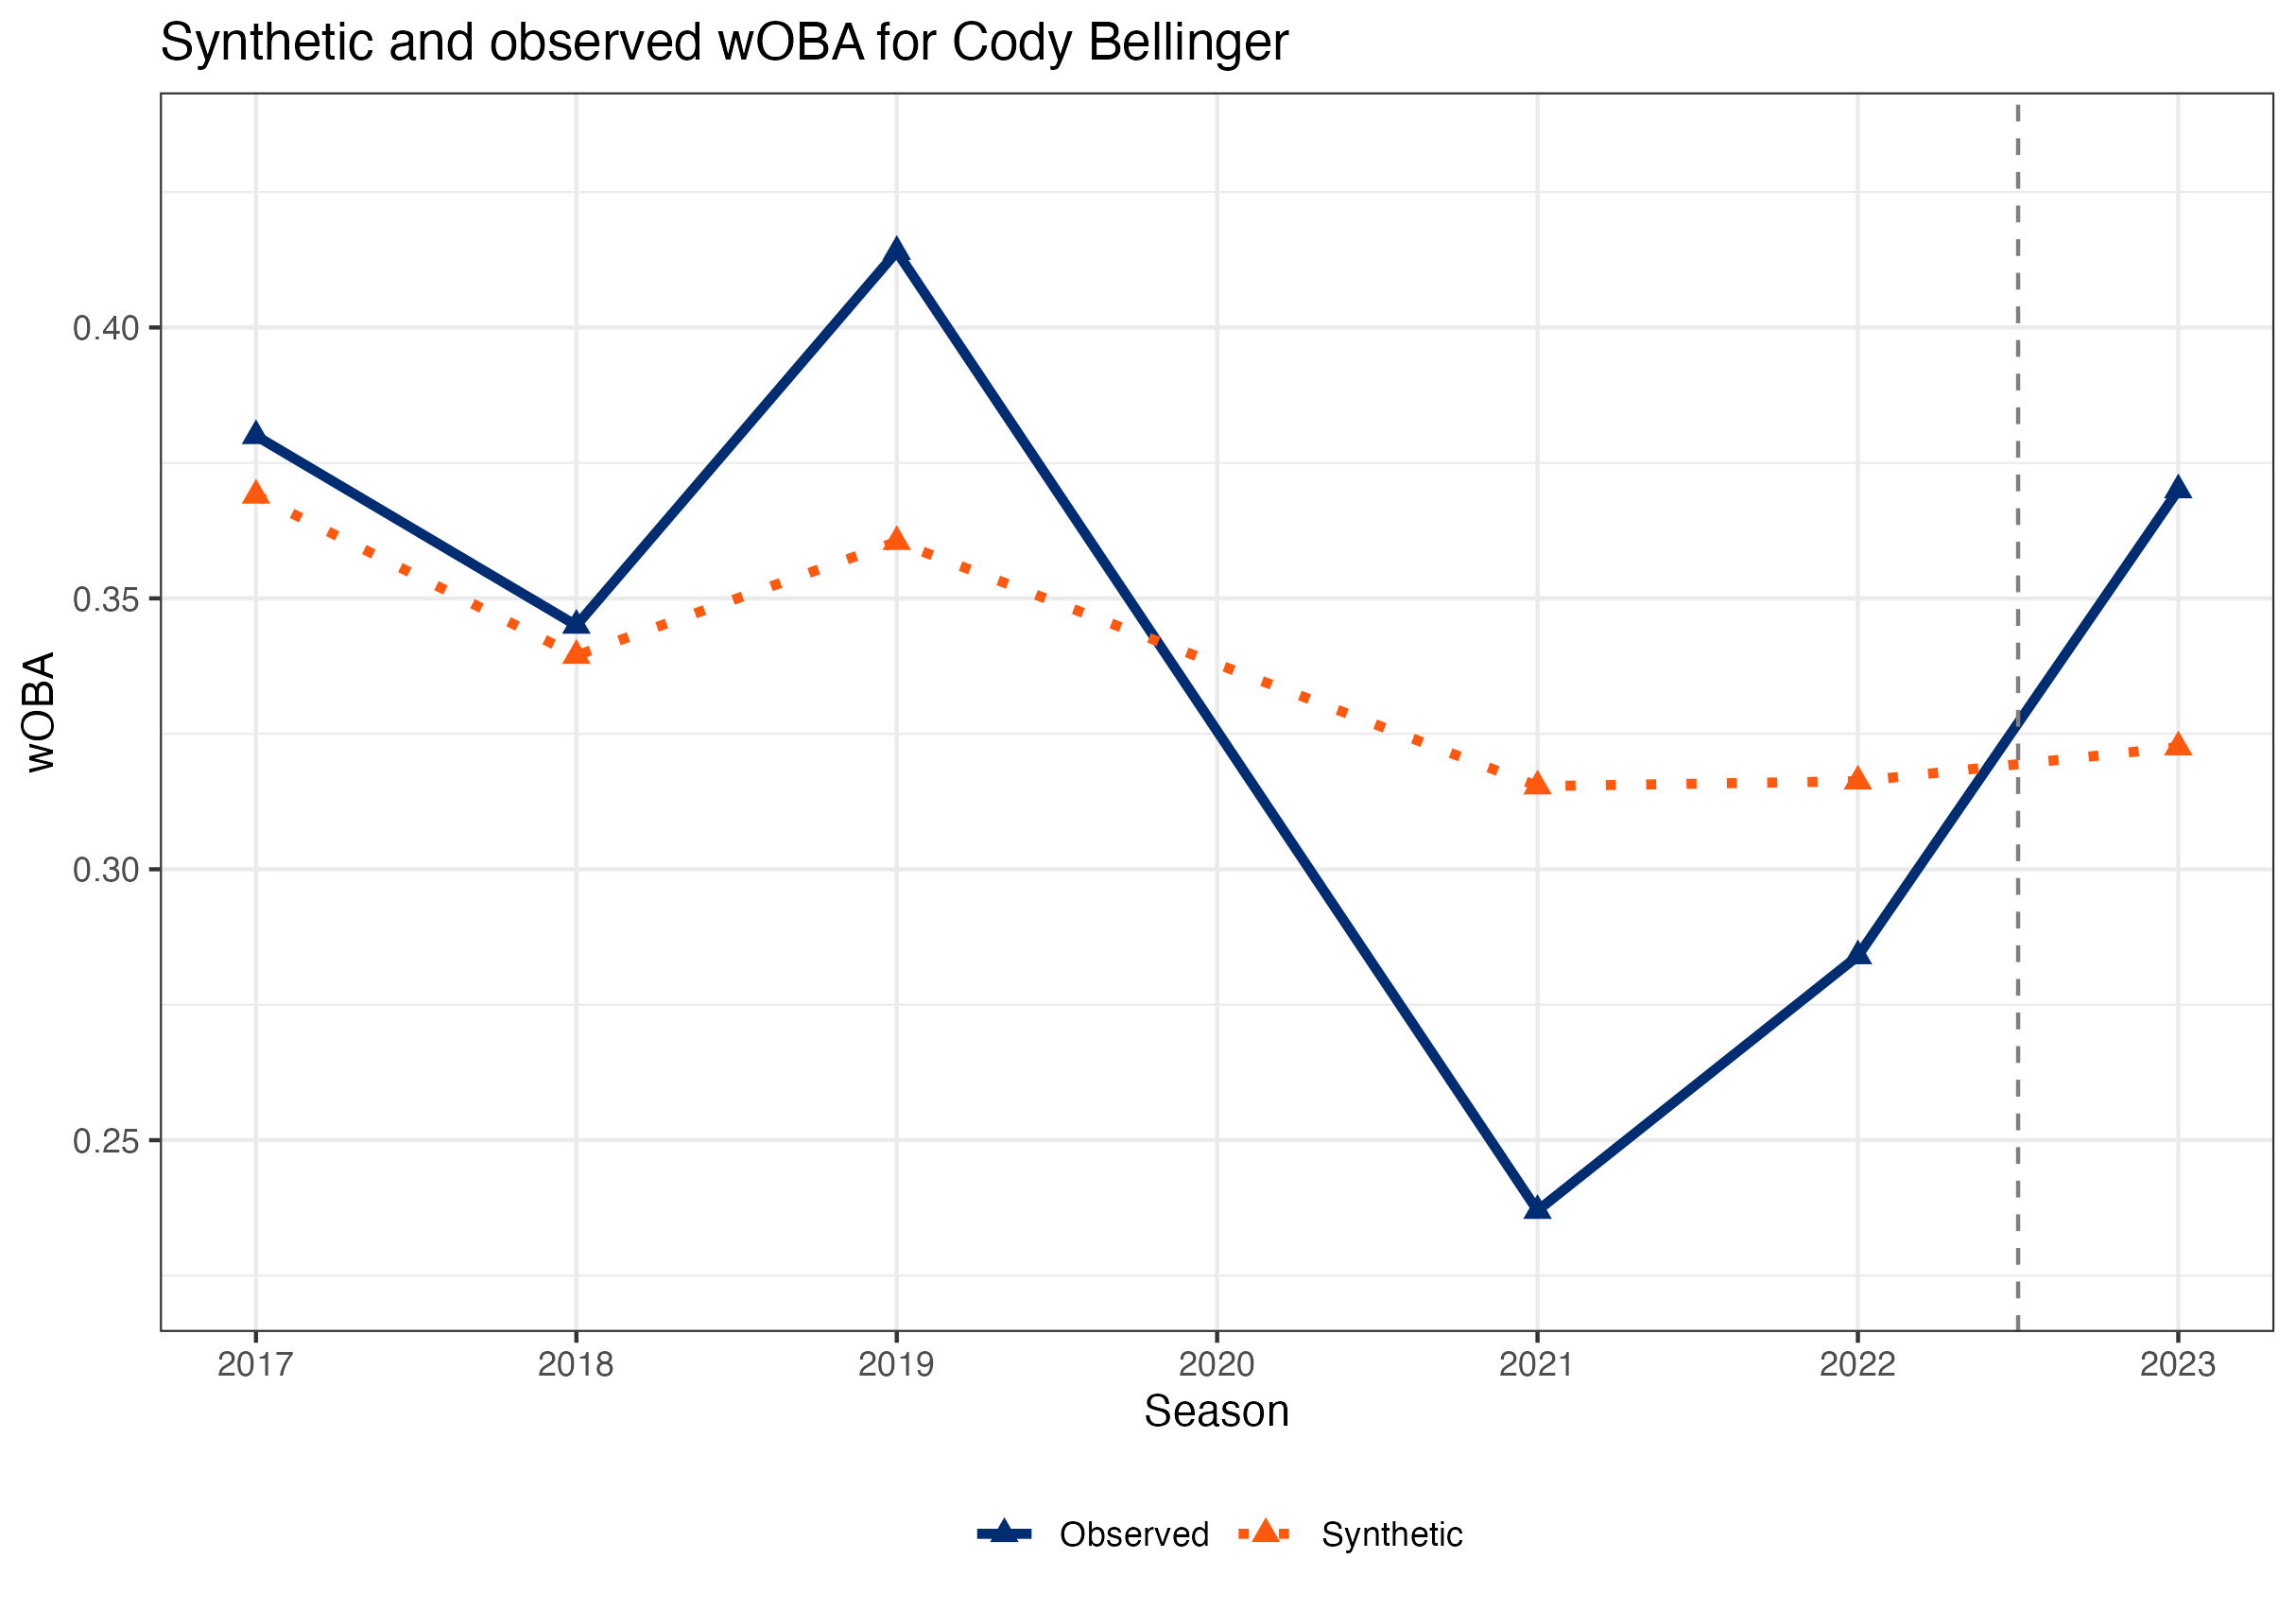 Synthetic and observed wOBA for Cody Bellinger
wOBA
0.40
0.35
0.30
0.25
2017 2018 2019 2020 2021 2022 2023
Season
Observed Synthetic